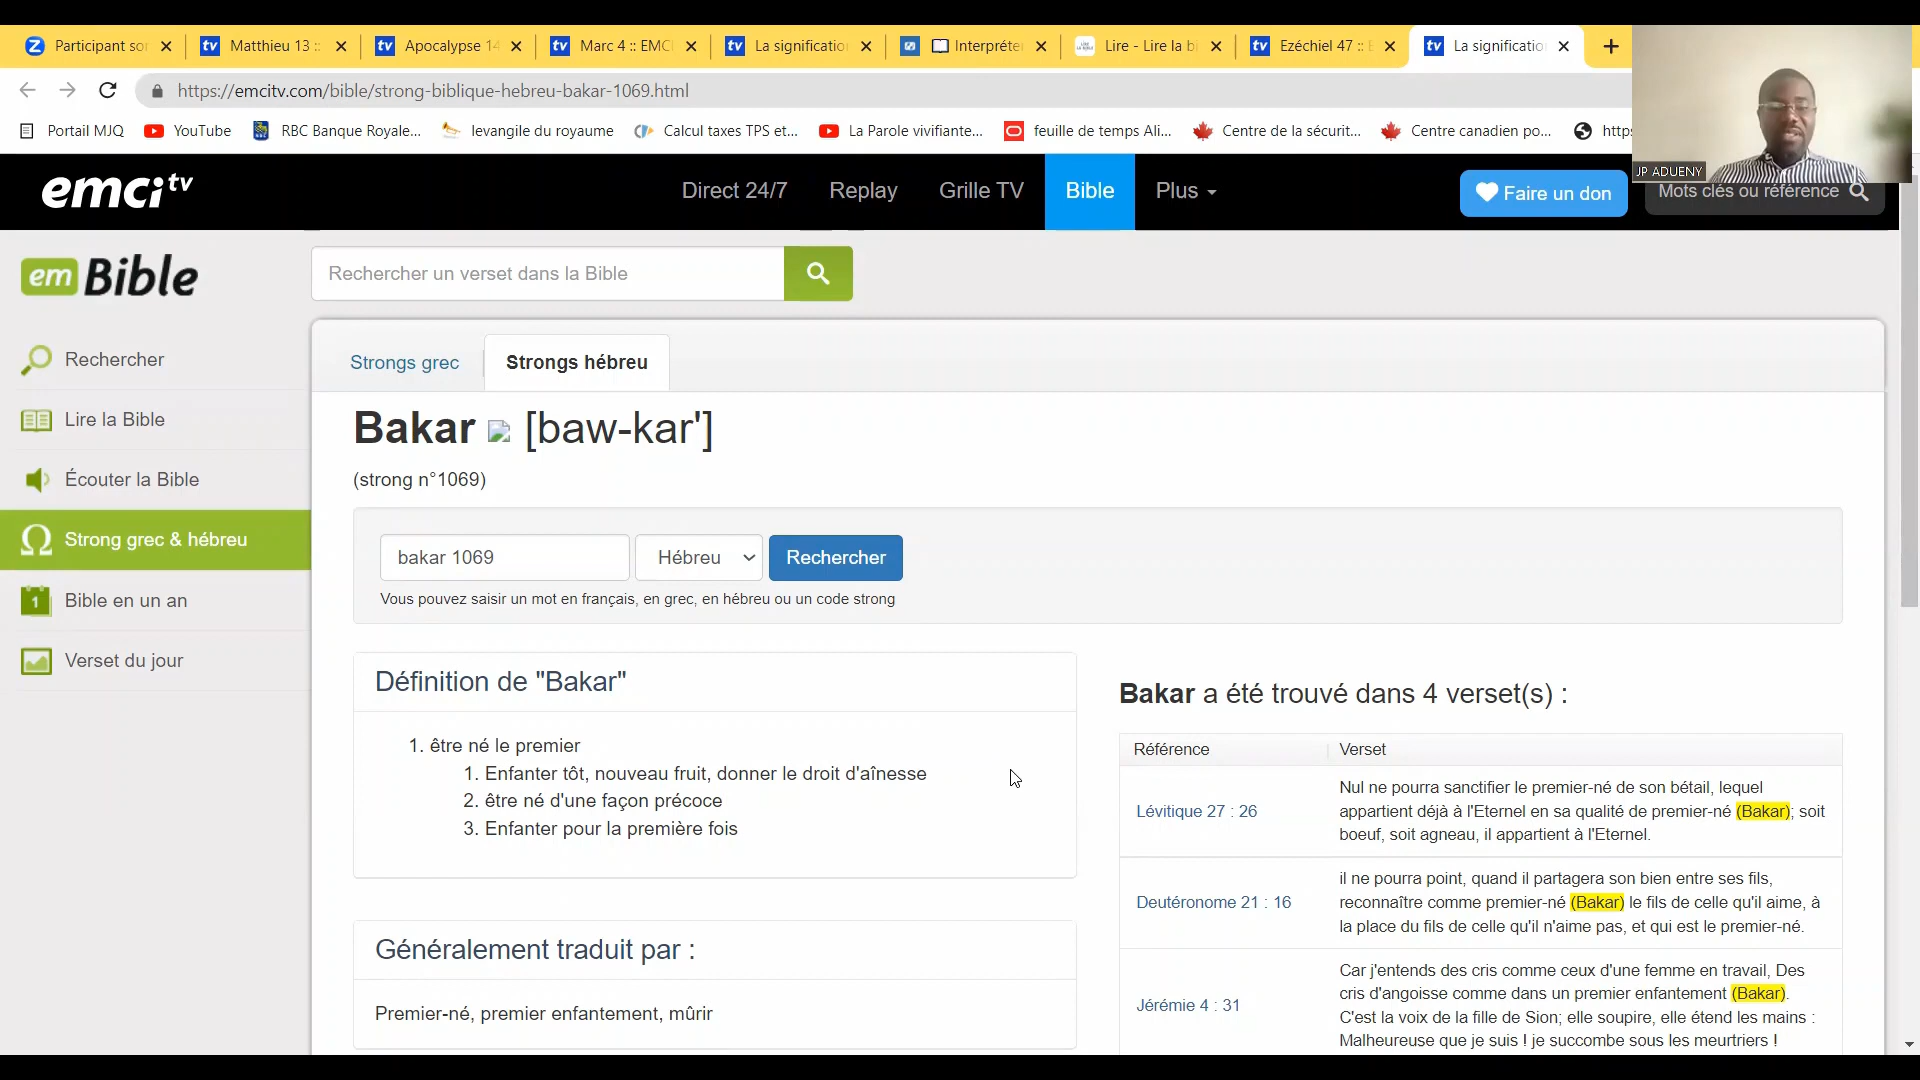 Participant so
Matthieu 13 ::
Apocalypse 14
Marc 4 :: EMC
La significatio
Interpréte
Lire - Lire la b
Ezéchiel 47 ::
La significatio
https://emcitv.com/bible/strong-biblique-hebreu-bakar-1069.html
Portail MJQ
YouTube
RBC Banque Royale...
levangile du royaume
Calcul taxes TPS et...
La Parole vivifiante...
feuille de temps Ali...
Centre de la sécurit...
Centre canadien po...
https
JP ADUENY
emci tv
Direct 24/7
Replay
Grille TV
Bible
Plus
Faire un don
Mots clés ou référence
em Bible
Rechercher un verset dans la Bible
Rechercher
Lire la Bible
Écouter la Bible
Strong grec & hébreu
1
Bible en un an
Verset du jour
Strongs grec
Strongs hébreu
Bakar [baw-kar']
(strong n°1069)
bakar 1069
Hébreu
Rechercher
Vous pouvez saisir un mot en français, en grec, en hébreu ou un code strong
Définition de "Bakar"
1. être né le premier
1. Enfanter tôt, nouveau fruit, donner le droit d'aînesse
2. être né d'une façon précoce
3. Enfanter pour la première fois
Généralement traduit par :
Premier-né, premier enfantement, mûrir
Bakar a été trouvé dans 4 verset(s) :
Référence
Verset
Lévitique 27 : 26
Nul ne pourra sanctifier le premier-né de son bétail, lequel
appartient déjà à l'Eternel en sa qualité de premier-né (Bakar); soit
boeuf, soit agneau, il appartient à l'Eternel.
Deutéronome 21 : 16
il ne pourra point, quand il partagera son bien entre ses fils,
reconnaître comme premier-né (Bakar) le fils de celle qu'il aime, à
la place du fils de celle qu'il n'aime pas, et qui est le premier-né.
Jérémie 4 : 31
Car j'entends des cris comme ceux d'une femme en travail, Des
cris d'angoisse comme dans un premier enfantement (Bakar).
C'est la voix de la fille de Sion; elle soupire, elle étend les mains :
Malheureuse que je suis ! je succombe sous les meurtriers !